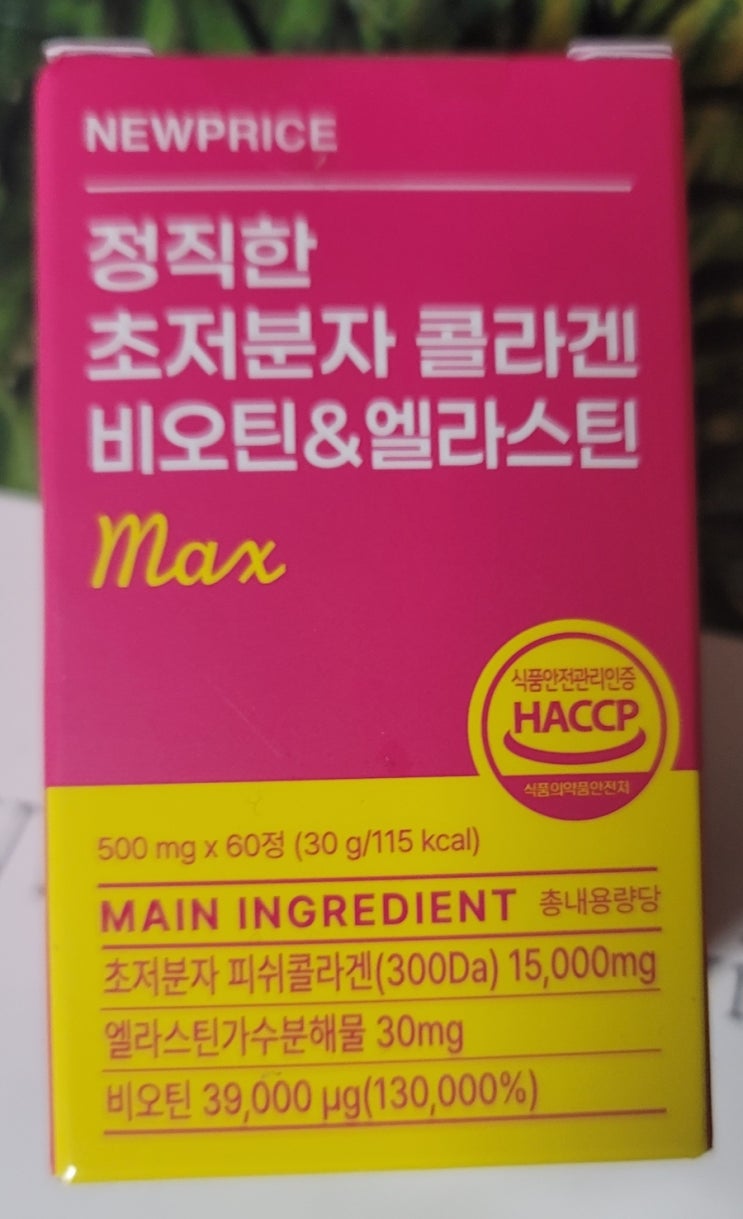 NEWPRICE
정직한
초저분자 콜라겐
비오틴&엘라스틴
Max
식품안전관리인증
HACCP
식품의약품안전처
500 mg x 60정 (30 g/115 kcal)
MAIN INGREDIENT 총내용량당
초저분자 피쉬콜라겐(300Da) 15,000mg
엘라스틴가수분해물 30mg
비오틴 39,000 µg(130,000%)